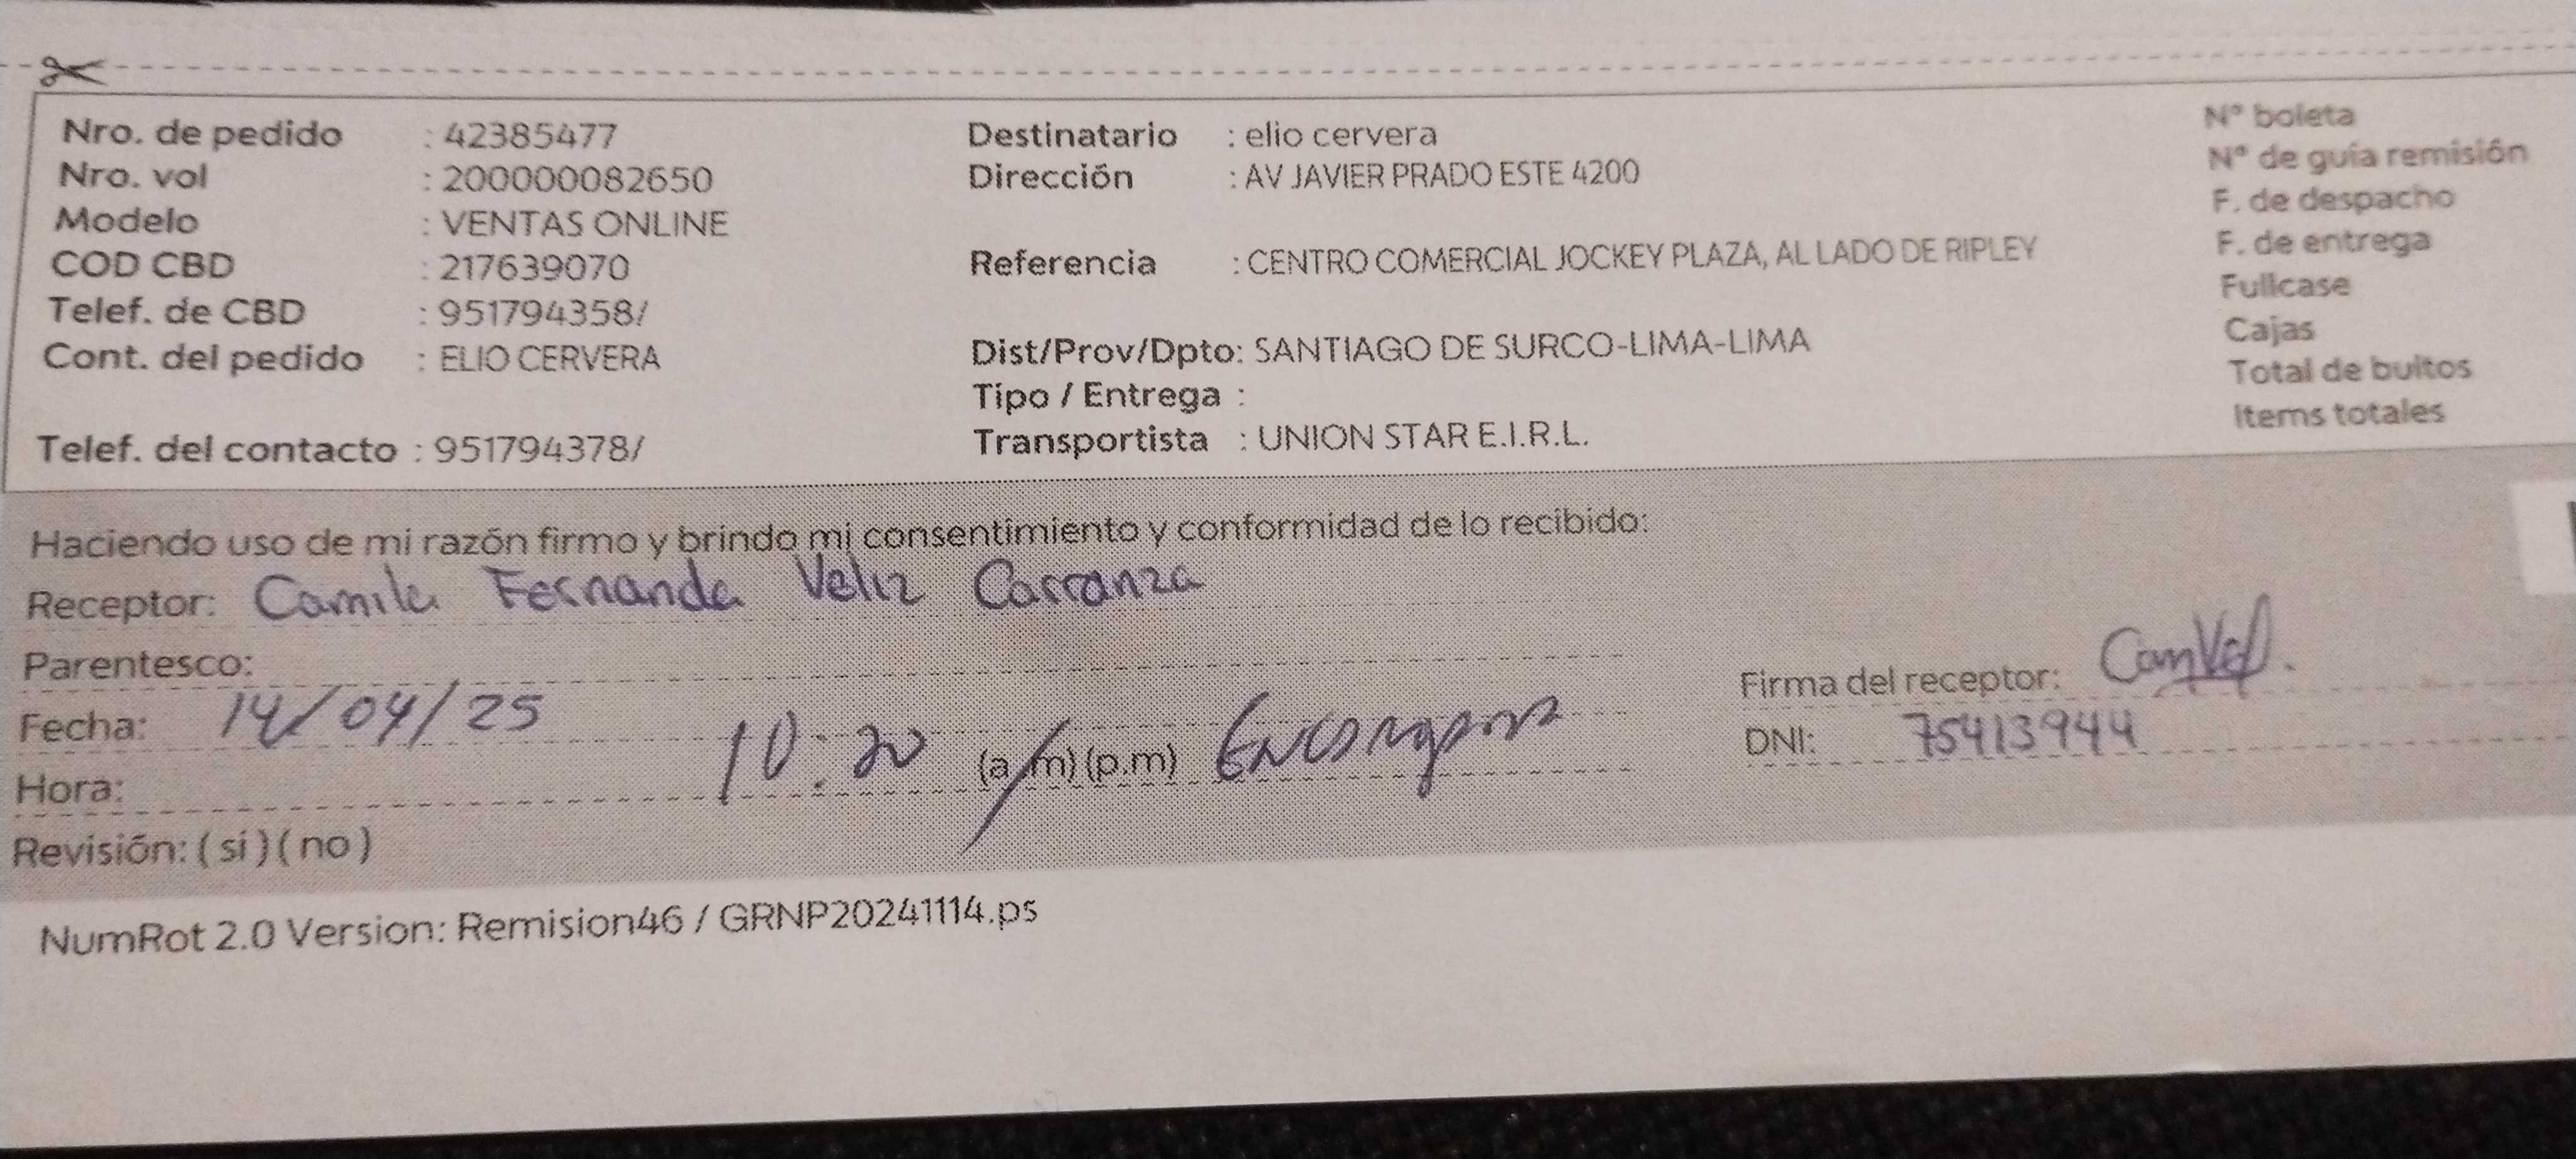 Nro. de pedido : 42385477
Nro. vol : 200000082650
Modelo : VENTAS ONLINE
COD CBD : 217639070
Telef. de CBD : 951794358/
Cont. del pedido : ELIO CERVERA
Telef. del contacto : 951794378/
Destinatario : elio cervera
Dirección : AV JAVIER PRADO ESTE 4200
Referencia : CENTRO COMERCIAL JOCKEY PLAZA, AL LADO DE RIPLEY
Dist/Prov/Dpto: SANTIAGO DE SURCO-LIMA-LIMA
Tipo / Entrega :
Transportista : UNION STAR E.I.R.L.
N° boleta
N° de guía remisión
F. de despacho
F. de entrega
Fullcase
Cajas
Total de bultos
Items totales
Haciendo uso de mi razón firmo y brindo mi consentimiento y conformidad de lo recibido:
Receptor: Camila Fernanda Veliz Carranza
Parentesco:
Fecha: 14/04/25
Hora: 10:20 (a.m) (p.m)
Revisión: ( si ) ( no )
Firma del receptor: CamVel.
DNI: 75413944
NumRot 2.0 Version: Remision46 / GRNP20241114.ps